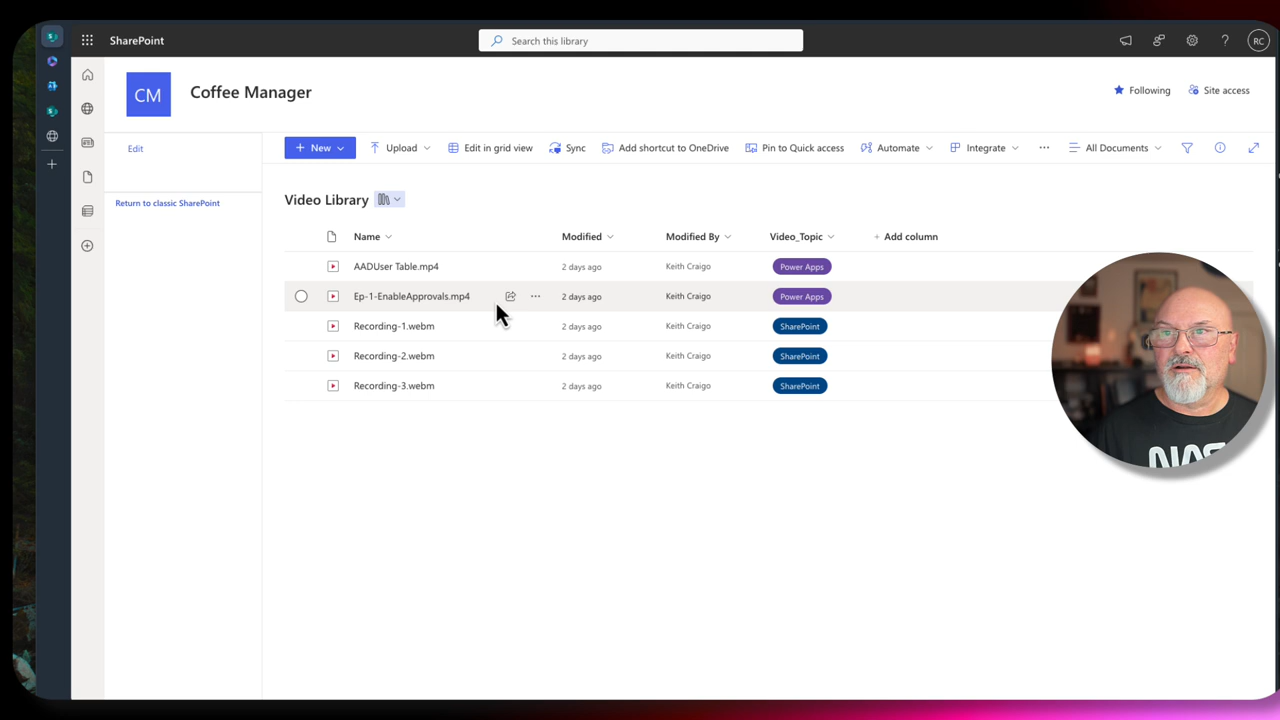 SharePoint
Search this library
RC
CM
Coffee Manager
Following
Site access
Edit
New
Upload
Edit in grid view
Sync
Add shortcut to OneDrive
Pin to Quick access
Automate
Integrate
All Documents
Return to classic SharePoint
Video Library
Name
Modified
Modified By
Video_Topic
+ Add column
AADUser Table.mp4 2 days ago Keith Craigo Power Apps
Ep-1-EnableApprovals.mp4 2 days ago Keith Craigo Power Apps
Recording-1.webm 2 days ago Keith Craigo SharePoint
Recording-2.webm 2 days ago Keith Craigo SharePoint
Recording-3.webm 2 days ago Keith Craigo SharePoint